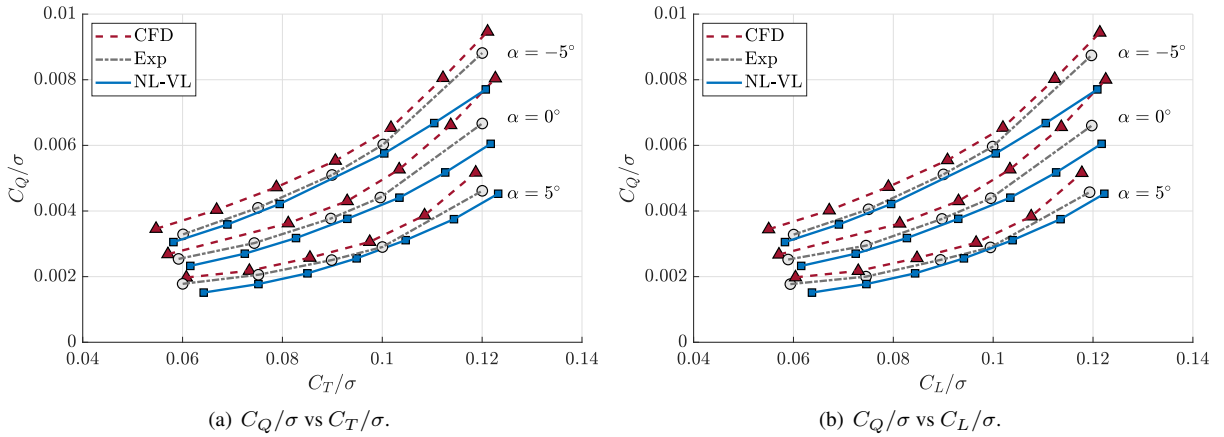 0.01
0.008
0.006
0.004
0.002
0
C_Q/σ
CFD
Exp
NL-VL
α = −5°
α = 0°
α = 5°
0.04
0.06
0.08
0.1
0.12
0.14
C_T/σ
(a) C_Q/σ vs C_T/σ.
0.01
0.008
0.006
0.004
0.002
0
C_Q/σ
CFD
Exp
NL-VL
α = −5°
α = 0°
α = 5°
0.04
0.06
0.08
0.1
0.12
0.14
C_L/σ
(b) C_Q/σ vs C_L/σ.